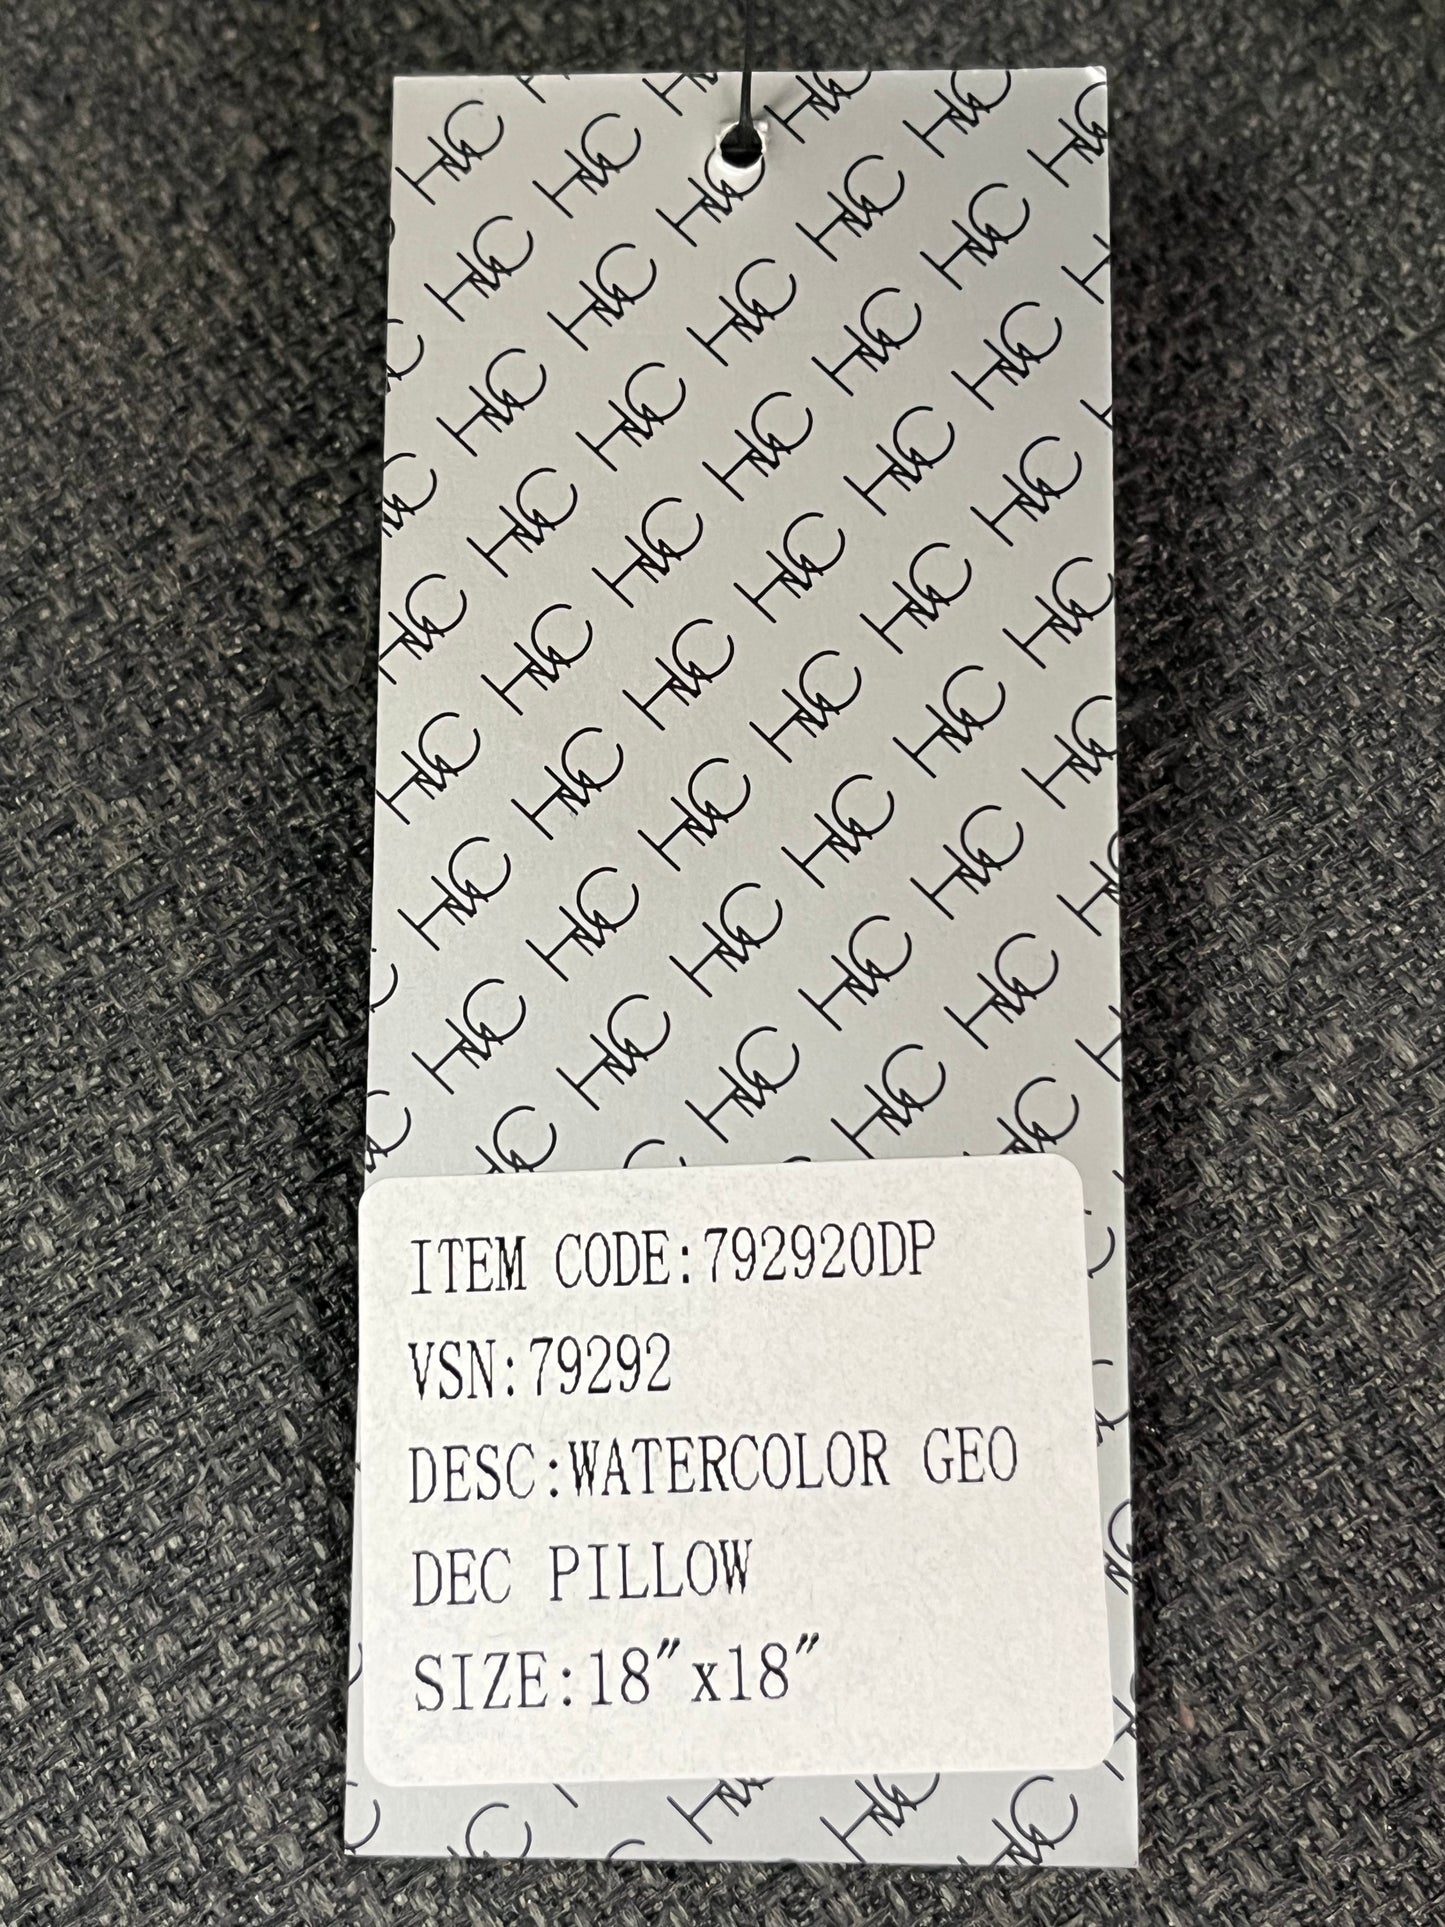 ITEM CODE:792920DP
VSN:79292
DESC:WATERCOLOR GEO
DEC PILLOW
SIZE:18"x18"